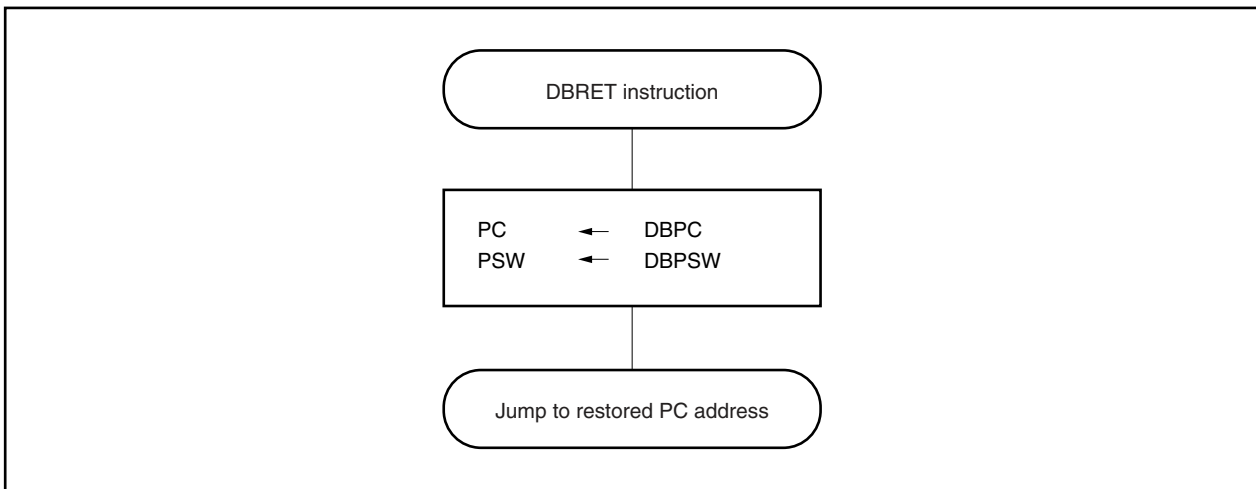 DBRET instruction
PC ← DBPC
PSW ← DBPSW
Jump to restored PC address